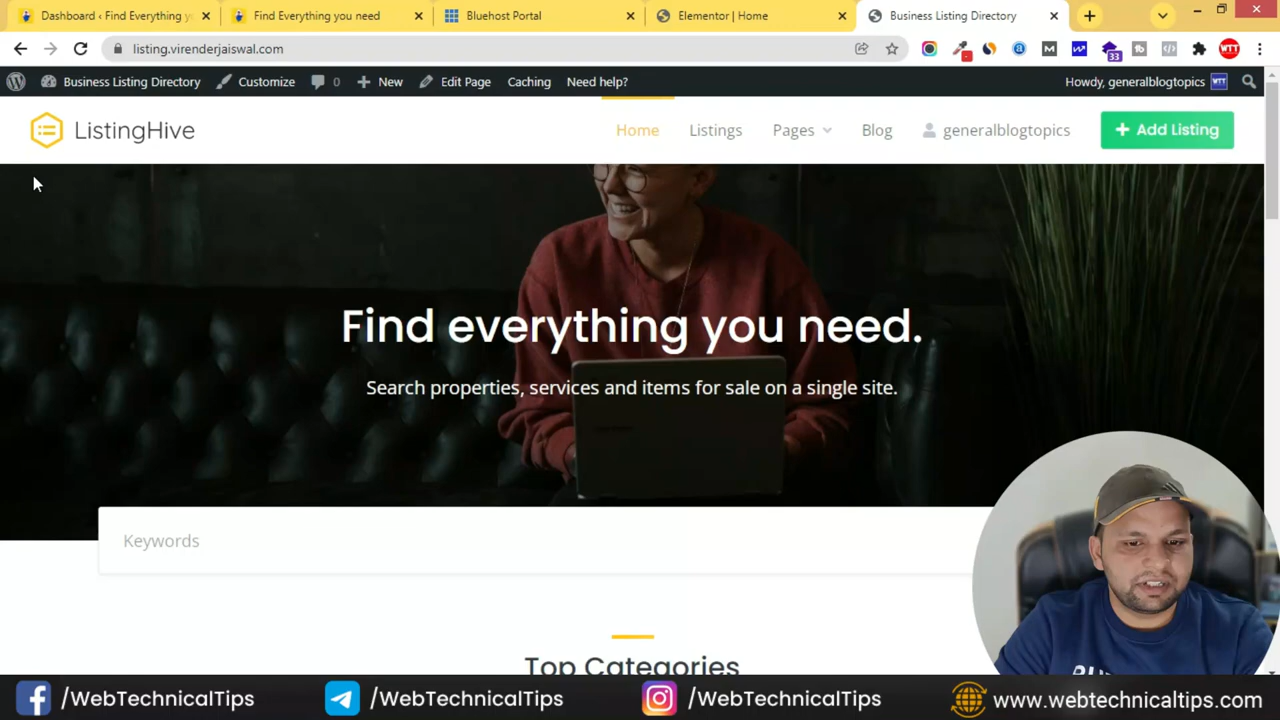 Dashboard ‹ Find Everything y
Find Everything you need
Bluehost Portal
Elementor | Home
Business Listing Directory
listing.virenderjaiswal.com
33
WTT
Business Listing Directory
Customize
0
New
Edit Page
Caching
Need help?
Howdy, generalblogtopics
WTT
ListingHive
Home
Listings
Pages
Blog
generalblogtopics
+ Add Listing
Find everything you need.
Search properties, services and items for sale on a single site.
Keywords
Top Categories
/WebTechnicalTips
/WebTechnicalTips
/WebTechnicalTips
www.webtechnicaltips.com